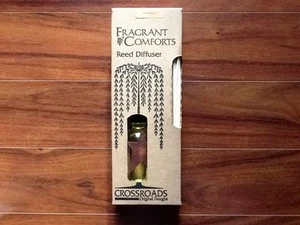 FRAGRANT
COMFORTS
Reed Diffuser
CROSSROADS
Original Designs